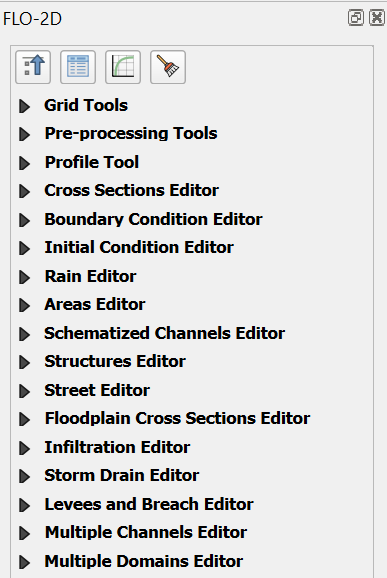 FLO-2D
Grid Tools
Pre-processing Tools
Profile Tool
Cross Sections Editor
Boundary Condition Editor
Initial Condition Editor
Rain Editor
Areas Editor
Schematized Channels Editor
Structures Editor
Street Editor
Floodplain Cross Sections Editor
Infiltration Editor
Storm Drain Editor
Levees and Breach Editor
Multiple Channels Editor
Multiple Domains Editor